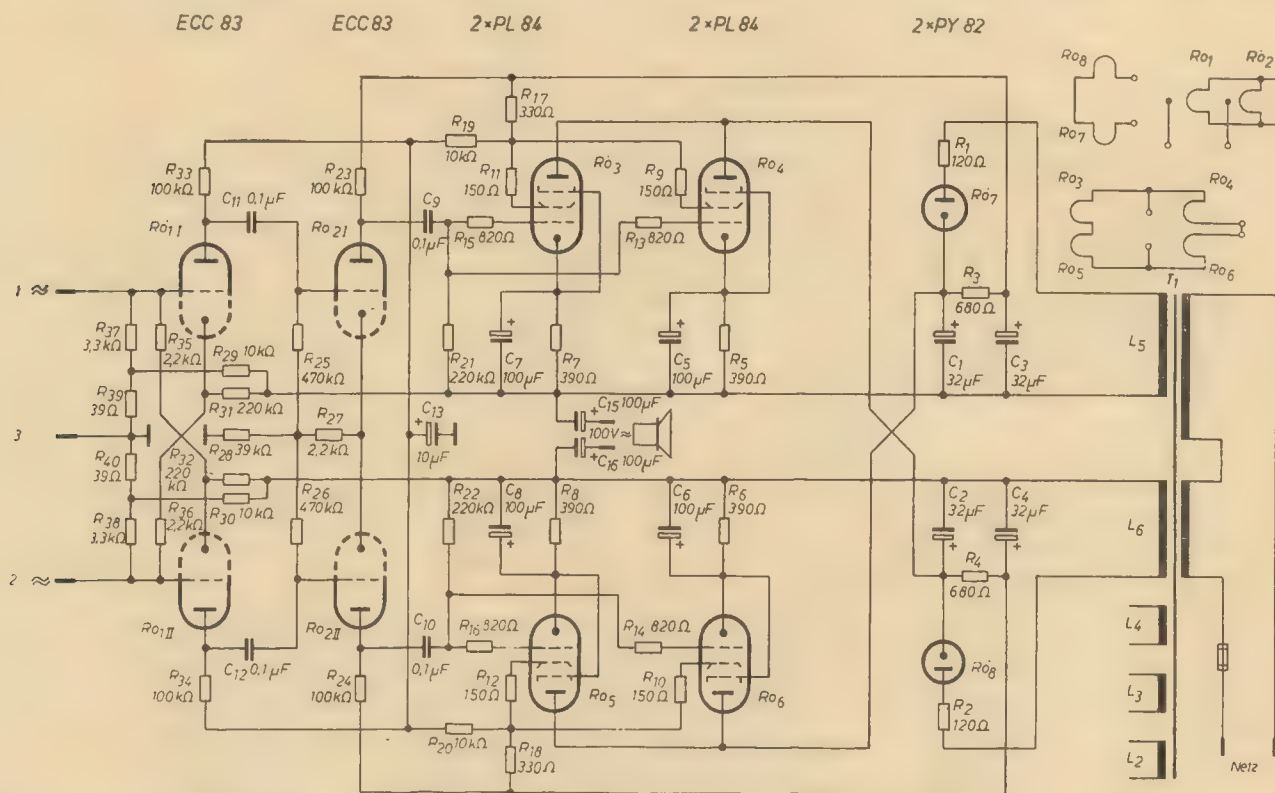 ECC 83 ECC 83 2×PL 84 2×PL 84 2×PY 82
Rö8 Rö1 Rö2
Rö7
R17
330Ω
R19
10kΩ
R33
100kΩ
R23
100kΩ
R11
150Ω
Rö3
R9
150Ω
Rö4
R1
120Ω
Rö3 Rö4
Rö5 Rö6
C11 0,1µF
C9
0,1µF
Rö7
Rö1I
Rö2I
R15 820Ω
R13 820Ω
R3
680Ω
T1
1 ≈
R37
3,3kΩ
R35
2,2kΩ
R29 10kΩ
R25
470kΩ
R21
220kΩ
C7
100µF
R7
390Ω
C5
100µF
R5
390Ω
C1
32µF
C3
32µF
L5
R39
39Ω
R31 220kΩ
3
R28 39kΩ
R27
2,2kΩ
C13
10µF
C15 100µF
100V≈
C16 100µF
R40
39Ω
R32
220
kΩ
R38
3,3kΩ
R36
2,2kΩ
R30 10kΩ
R26
470kΩ
R22
220kΩ
C8
100µF
R8
390Ω
C6
100µF
R6
390Ω
C2
32µF
C4
32µF
L6
R4
680Ω
2 ≈
Rö1II
Rö2II
C10
0,1µF
R16 820Ω
R14 820Ω
L4
C12 0,1µF
Rö8
R34
100kΩ
R24
100kΩ
R12
150Ω
Rö5
R10
150Ω
Rö6
R2
120Ω
L3
R20 10kΩ
R18
330Ω
L2
Netz